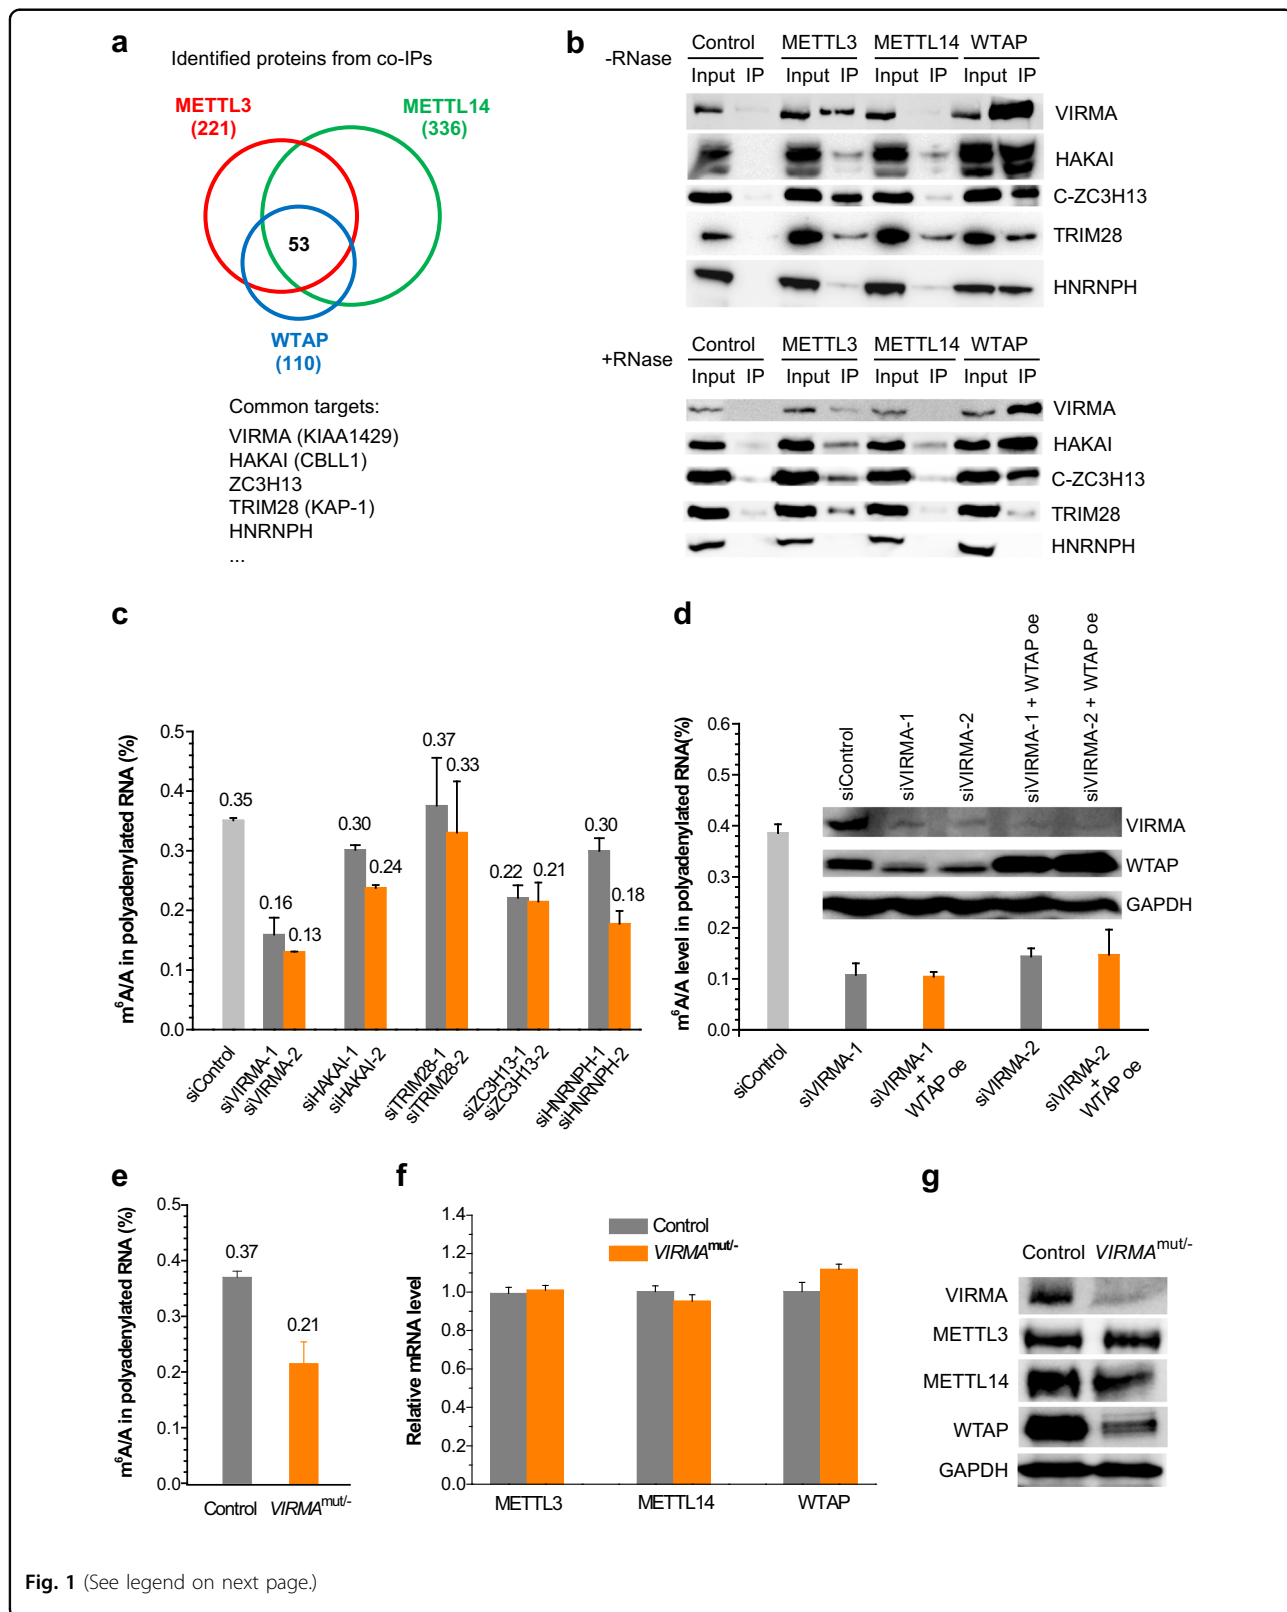 a
Identified proteins from co-IPs
METTL3
(221)
METTL14
(336)
53
WTAP
(110)
Common targets:
VIRMA (KIAA1429)
HAKAI (CBLL1)
ZC3H13
TRIM28 (KAP-1)
HNRNPH
...
b
-RNase
Control METTL3 METTL14 WTAP
Input IP Input IP Input IP Input IP
VIRMA
HAKAI
C-ZC3H13
TRIM28
HNRNPH
+RNase
Control METTL3 METTL14 WTAP
Input IP Input IP Input IP Input IP
VIRMA
HAKAI
C-ZC3H13
TRIM28
HNRNPH
c
m⁶A/A in polyadenylated RNA (%)
0.5
0.4
0.3
0.2
0.1
0.0
0.35
0.16
0.13
0.30
0.24
0.37
0.33
0.22
0.21
0.30
0.18
siControl
siVIRMA-1
siVIRMA-2
siHAKAI-1
siHAKAI-2
siTRIM28-1
siTRIM28-2
siZC3H13-1
siZC3H13-2
siHNRNPH-1
siHNRNPH-2
d
m⁶A/A level in polyadenylated RNA(%)
0.6
0.5
0.4
0.3
0.2
0.1
0.0
siControl
siVIRMA-1
siVIRMA-2
siVIRMA-1 + WTAP oe
siVIRMA-2 + WTAP oe
VIRMA
WTAP
GAPDH
siControl
siVIRMA-1
siVIRMA-1
+
WTAP oe
siVIRMA-2
siVIRMA-2
+
WTAP oe
e
m⁶A/A in polyadenylated RNA (%)
0.5
0.4
0.3
0.2
0.1
0.0
0.37
0.21
Control VIRMAmut/-
f
Relative mRNA level
1.4
1.2
1.0
0.8
0.6
0.4
0.2
0.0
Control
VIRMAmut/-
METTL3 METTL14 WTAP
g
Control VIRMAmut/-
VIRMA
METTL3
METTL14
WTAP
GAPDH
Fig. 1 (See legend on next page.)